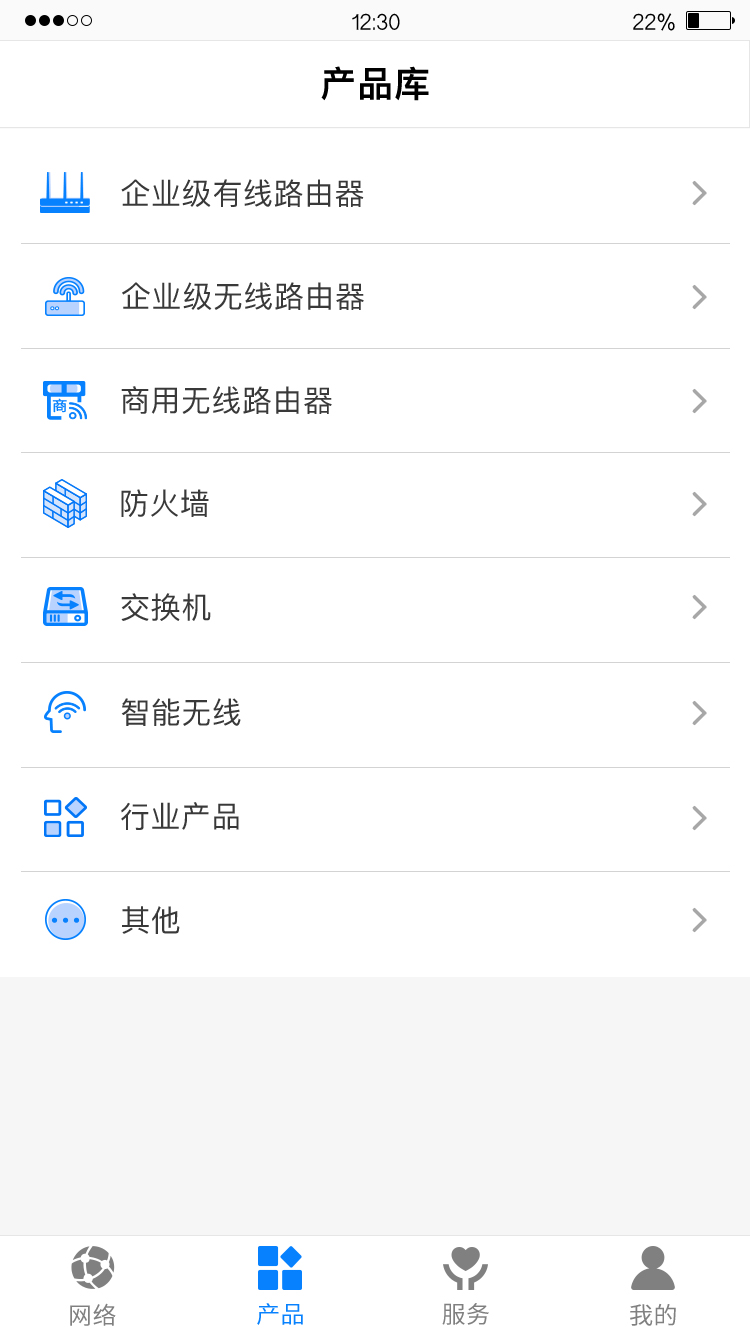 12:30
22%
产品库
企业级有线路由器
企业级无线路由器
商
商用无线路由器
防火墙
交换机
智能无线
行业产品
其他
网络
产品
服务
我的